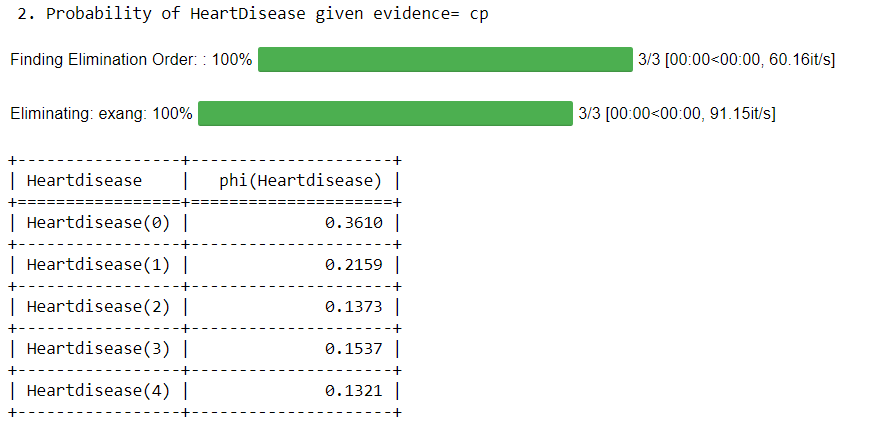 2. Probability of HeartDisease given evidence= cp
Finding Elimination Order: : 100% 3/3 [00:00<00:00, 60.16it/s]
Eliminating: exang: 100% 3/3 [00:00<00:00, 91.15it/s]
+-----------------+---------------------+
| Heartdisease    |   phi(Heartdisease) |
+=================+=====================+
| Heartdisease(0) |              0.3610 |
+-----------------+---------------------+
| Heartdisease(1) |              0.2159 |
+-----------------+---------------------+
| Heartdisease(2) |              0.1373 |
+-----------------+---------------------+
| Heartdisease(3) |              0.1537 |
+-----------------+---------------------+
| Heartdisease(4) |              0.1321 |
+-----------------+---------------------+